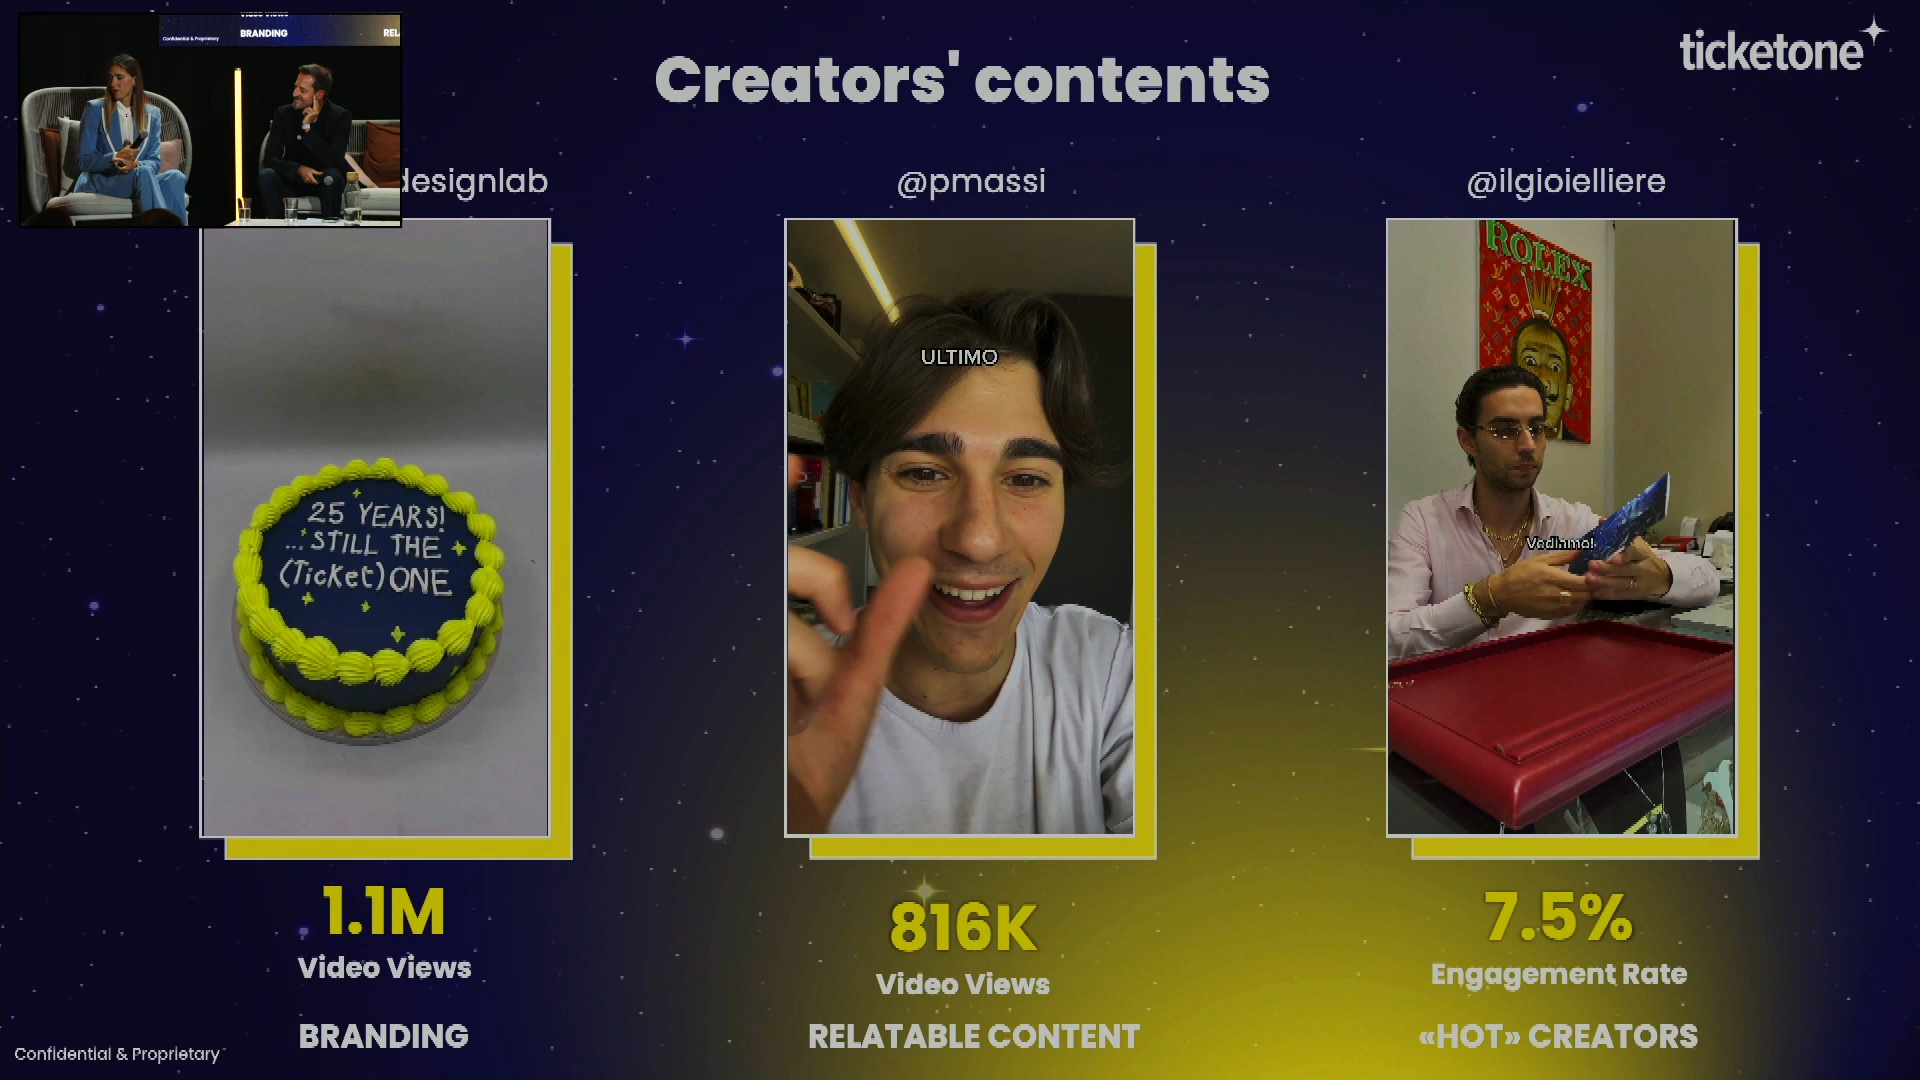 BRANDING
Confidential & Proprietary
Creators' contents
ticketone
designlab
@pmassi
@ilgioielliere
25 YEARS!
... STILL THE
(Ticket) ONE
ULTIMO
ROLEX
Vediamo!
1.1M
Video Views
BRANDING
816K
Video Views
RELATABLE CONTENT
7.5%
Engagement Rate
«HOT» CREATORS
Confidential & Proprietary